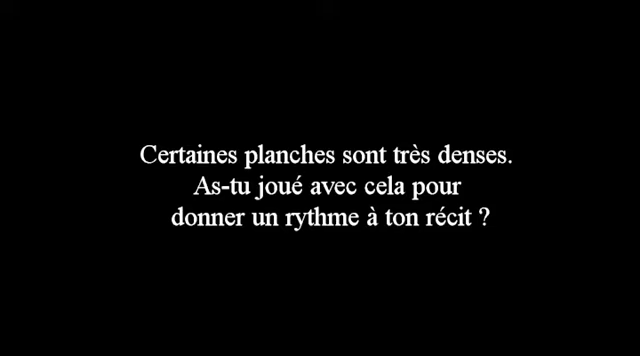 Certaines planches sont très denses.
As-tu joué avec cela pour
donner un rythme à ton récit ?